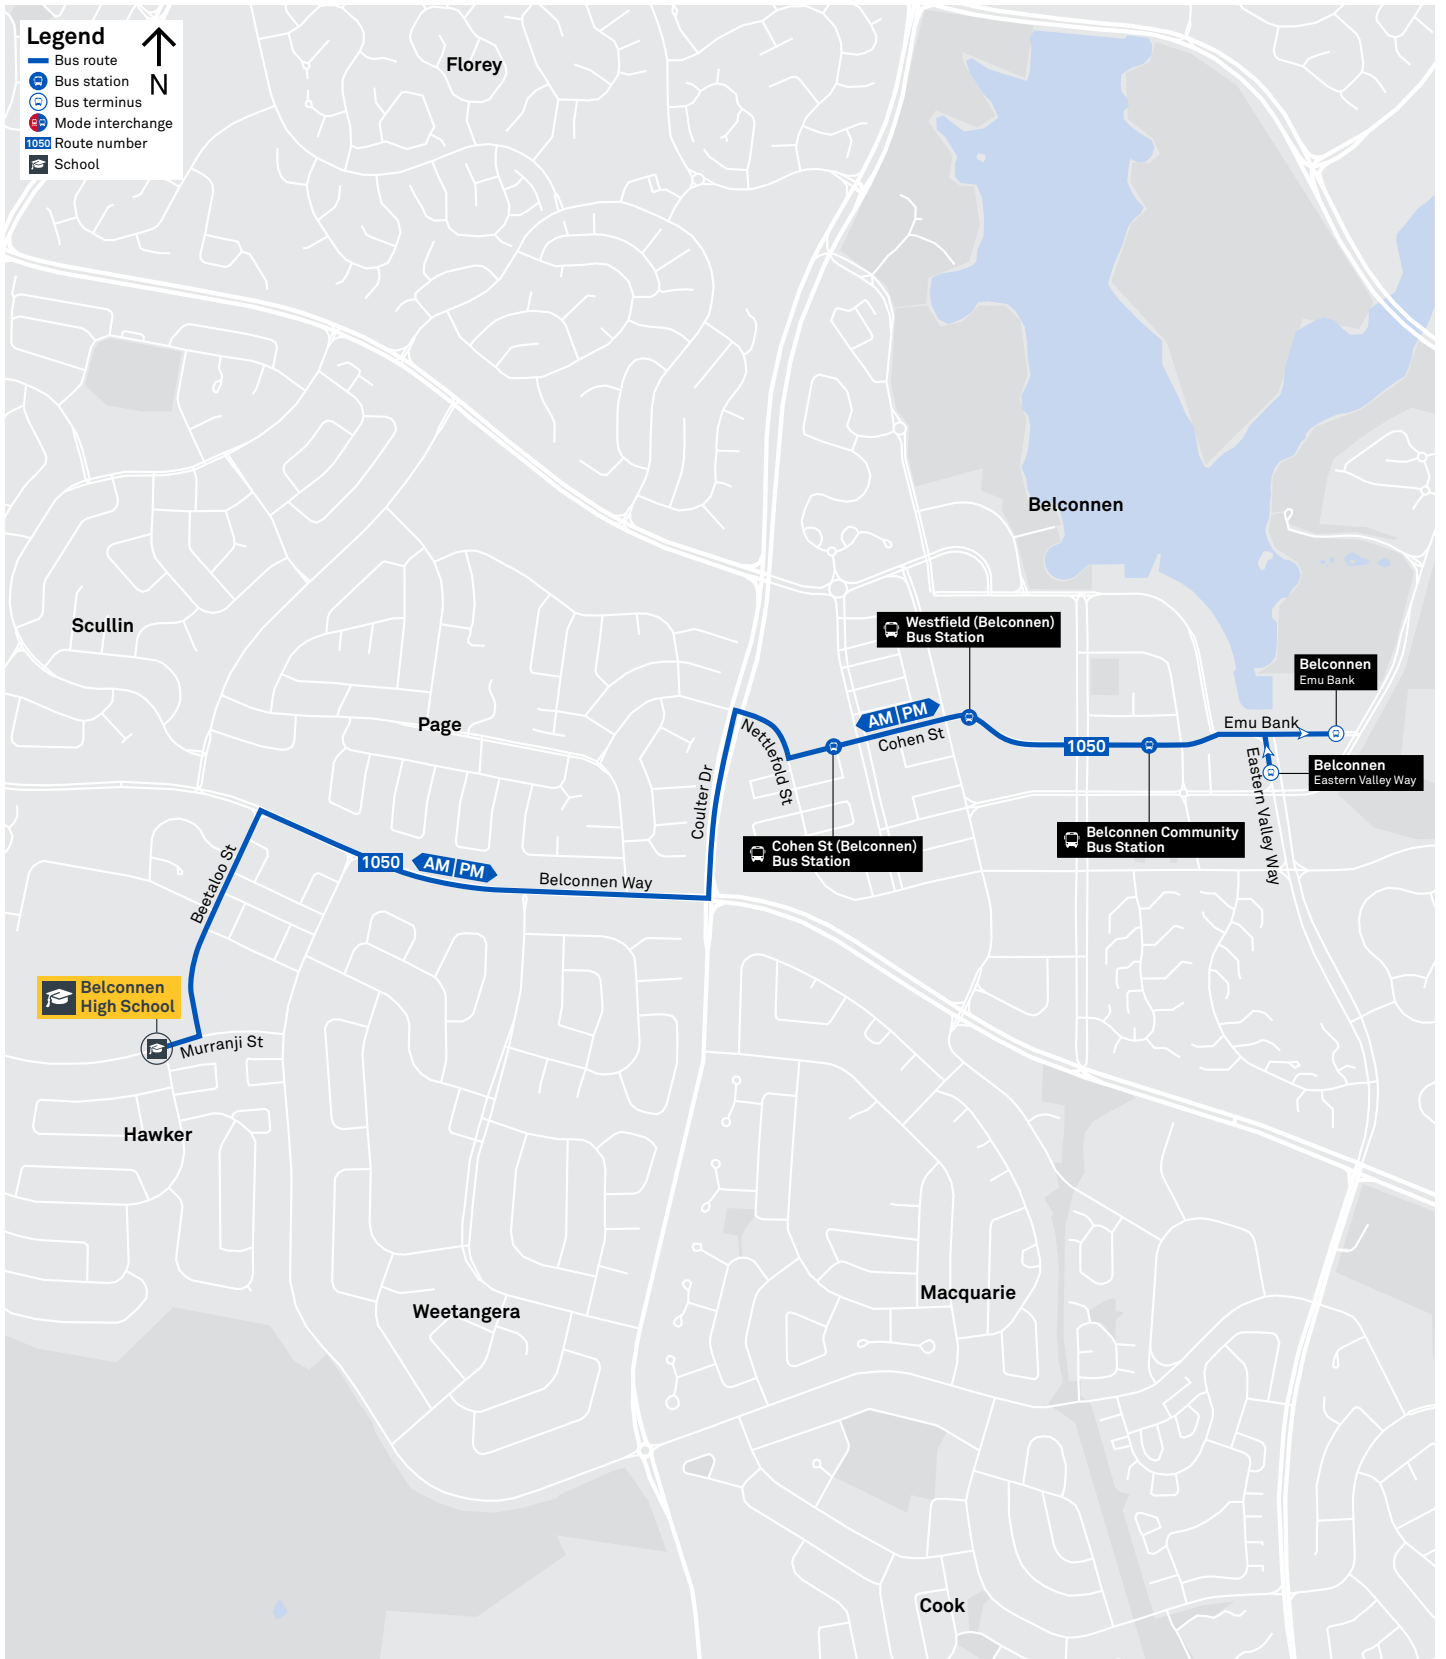 Legend
N
Bus route
Bus station
Bus terminus
Mode interchange
1050 Route number
School
Florey
Belconnen
Scullin
Westfield (Belconnen)
Bus Station
Belconnen
Emu Bank
Page
AM PM
Nettlefold St
Cohen St
1050
Emu Bank
Belconnen
Eastern Valley Way
Eastern Valley Way
Coulter Dr
Cohen St (Belconnen)
Bus Station
Belconnen Community
Bus Station
Beetaloo St
1050
AM PM
Belconnen Way
Belconnen
High School
Murranji St
Hawker
Weetangera
Macquarie
Cook